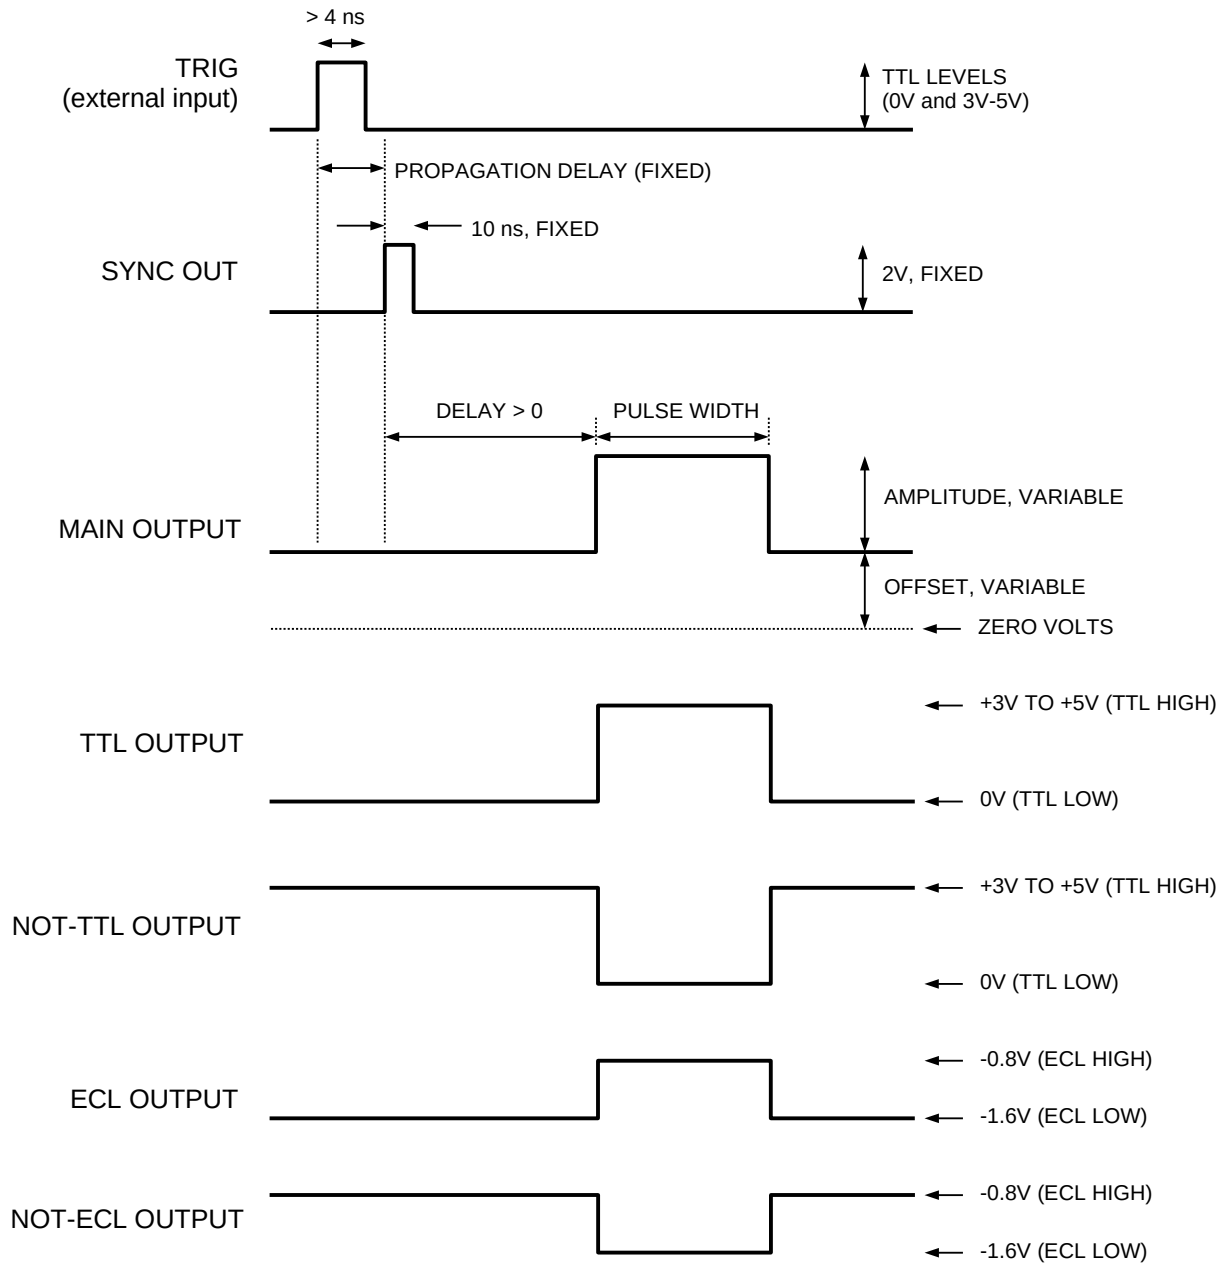 > 4 ns
TRIG
(external input)
TTL LEVELS
(0V and 3V-5V)
PROPAGATION DELAY (FIXED)
10 ns, FIXED
SYNC OUT
2V, FIXED
DELAY > 0
PULSE WIDTH
MAIN OUTPUT
AMPLITUDE, VARIABLE
OFFSET, VARIABLE
ZERO VOLTS
+3V TO +5V (TTL HIGH)
TTL OUTPUT
0V (TTL LOW)
+3V TO +5V (TTL HIGH)
NOT-TTL OUTPUT
0V (TTL LOW)
-0.8V (ECL HIGH)
ECL OUTPUT
-1.6V (ECL LOW)
-0.8V (ECL HIGH)
NOT-ECL OUTPUT
-1.6V (ECL LOW)